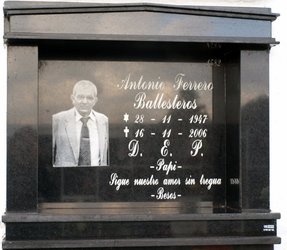 Antonio Ferrero
Ballesteros
* 28 - 11 - 1947
† 16 - 11 - 2006
D. E. P.
-Papi-
Sigue nuestro amor sin tregua
-Besos-